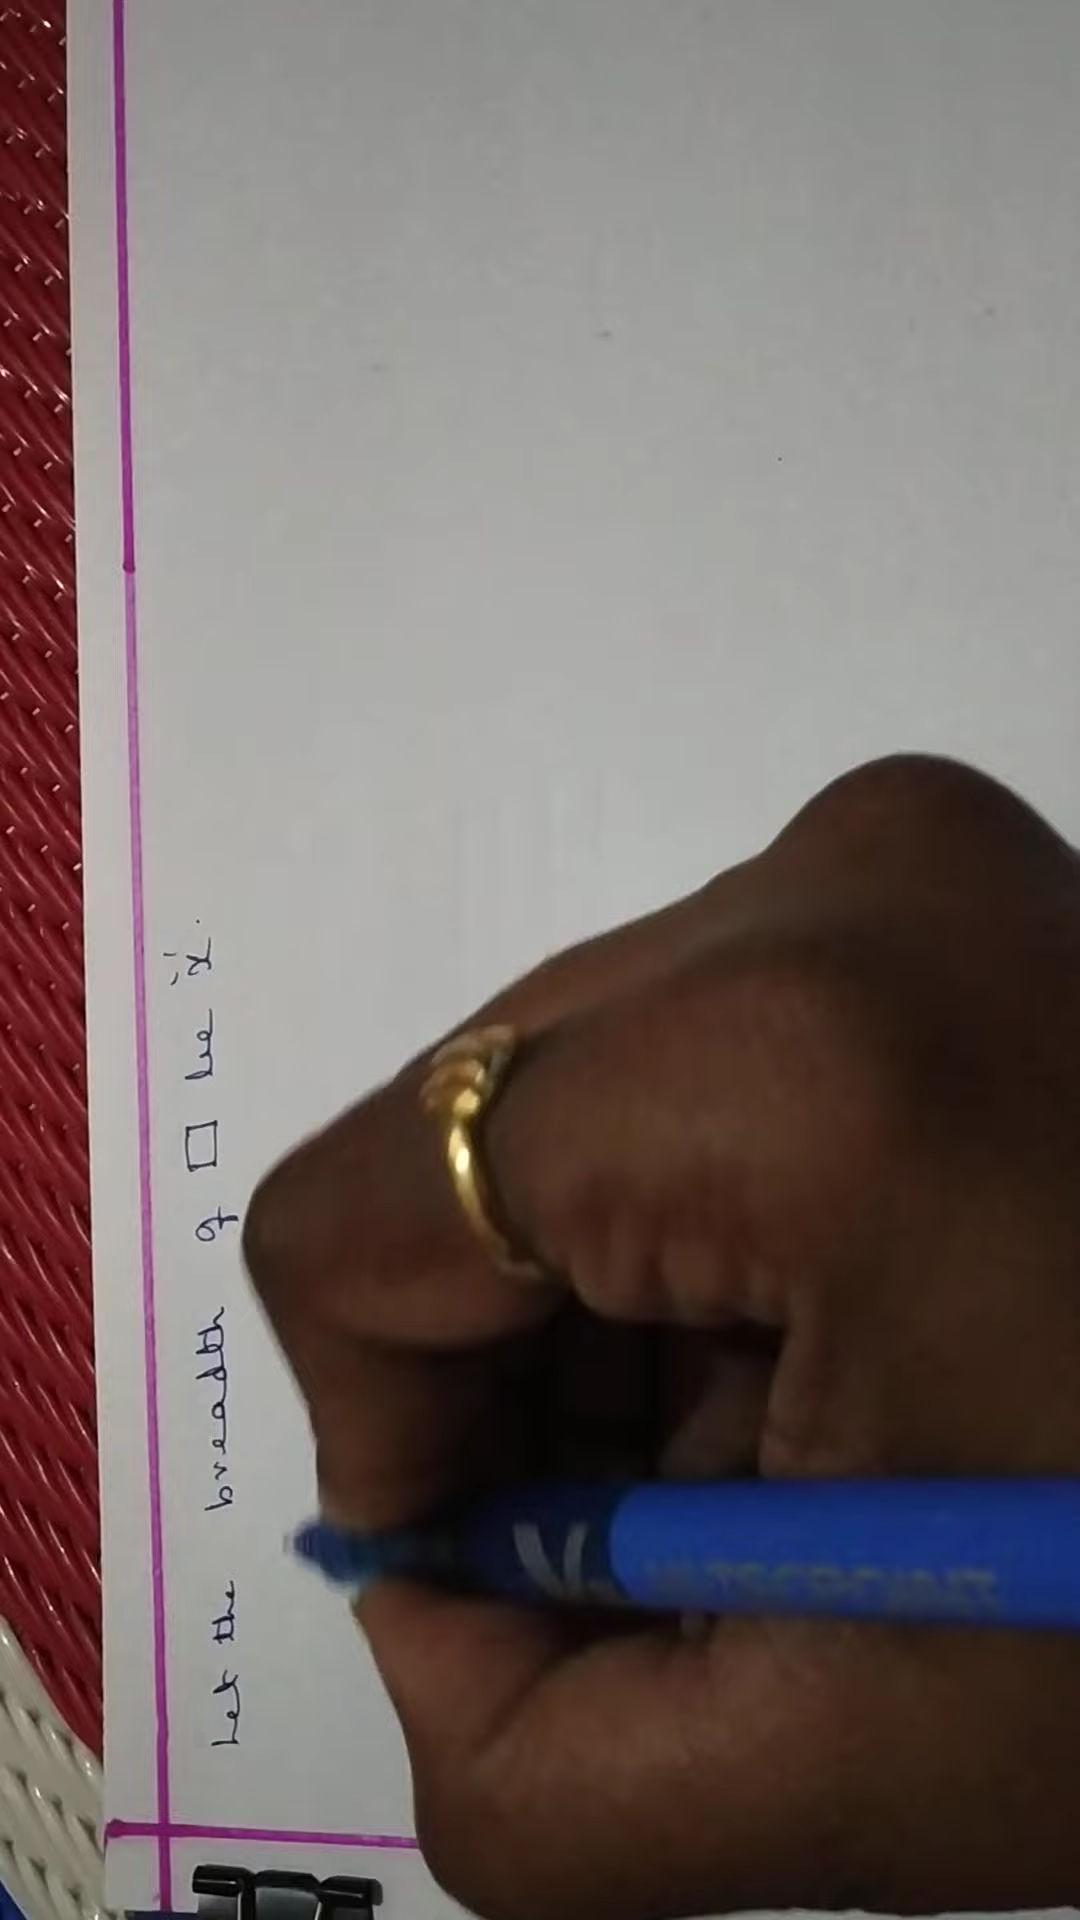 Let the breadth of □ be 'x'.